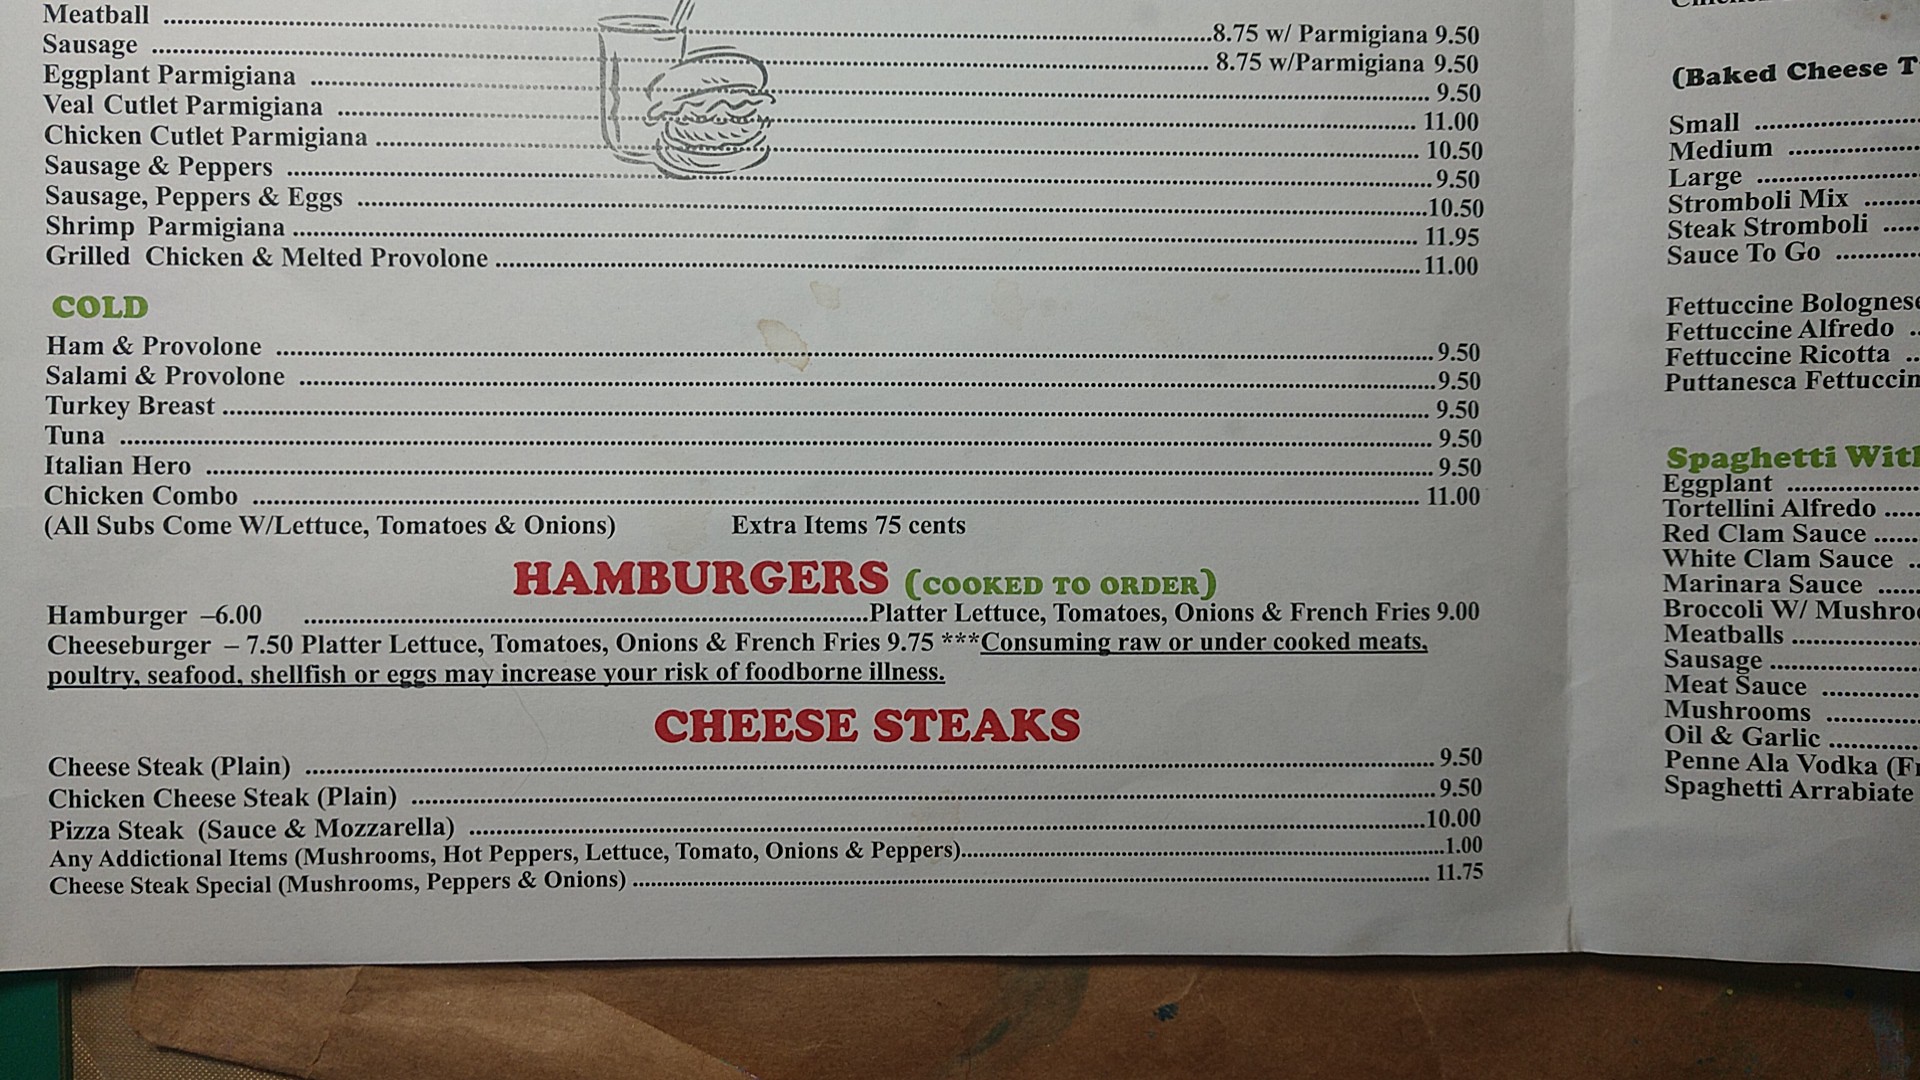 Meatball ..... 8.75 w/ Parmigiana 9.50
Sausage ..... 8.75 w/Parmigiana 9.50
Eggplant Parmigiana ..... 9.50
Veal Cutlet Parmigiana ..... 11.00
Chicken Cutlet Parmigiana ..... 10.50
Sausage & Peppers ..... 9.50
Sausage, Peppers & Eggs ..... 10.50
Shrimp Parmigiana ..... 11.95
Grilled Chicken & Melted Provolone ..... 11.00
COLD
Ham & Provolone ..... 9.50
Salami & Provolone ..... 9.50
Turkey Breast ..... 9.50
Tuna ..... 9.50
Italian Hero ..... 9.50
Chicken Combo ..... 11.00
(All Subs Come W/Lettuce, Tomatoes & Onions) Extra Items 75 cents
HAMBURGERS (COOKED TO ORDER)
Hamburger –6.00 ..... Platter Lettuce, Tomatoes, Onions & French Fries 9.00
Cheeseburger – 7.50 Platter Lettuce, Tomatoes, Onions & French Fries 9.75 ***Consuming raw or under cooked meats,
poultry, seafood, shellfish or eggs may increase your risk of foodborne illness.
CHEESE STEAKS
Cheese Steak (Plain) ..... 9.50
Chicken Cheese Steak (Plain) ..... 9.50
Pizza Steak (Sauce & Mozzarella) ..... 10.00
Any Addictional Items (Mushrooms, Hot Peppers, Lettuce, Tomato, Onions & Peppers)..... 1.00
Cheese Steak Special (Mushrooms, Peppers & Onions) ..... 11.75
(Baked Cheese
Small .....
Medium .....
Large .....
Stromboli Mix .....
Steak Stromboli .....
Sauce To Go .....
Fettuccine Bolognese
Fettuccine Alfredo ..
Fettuccine Ricotta ..
Puttanesca
Spaghetti
Eggplant .....
Tortellini Alfredo .....
Red Clam Sauce .....
White Clam Sauce ..
Marinara Sauce .....
Broccoli W/
Meatballs .....
Sausage .....
Meat Sauce .....
Mushrooms .....
Oil & Garlic .....
Penne Ala Vodka
Spaghetti Arrabiate